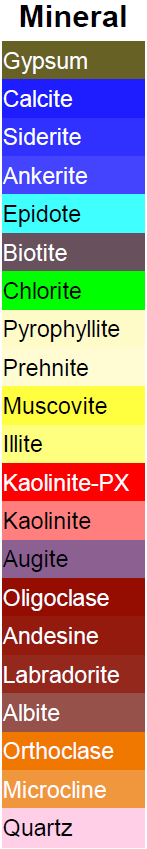 Mineral
Gypsum
Calcite
Siderite
Ankerite
Epidote
Biotite
Chlorite
Pyrophyllite
Prehnite
Muscovite
Illite
Kaolinite-PX
Kaolinite
Augite
Oligoclase
Andesine
Labradorite
Albite
Orthoclase
Microcline
Quartz